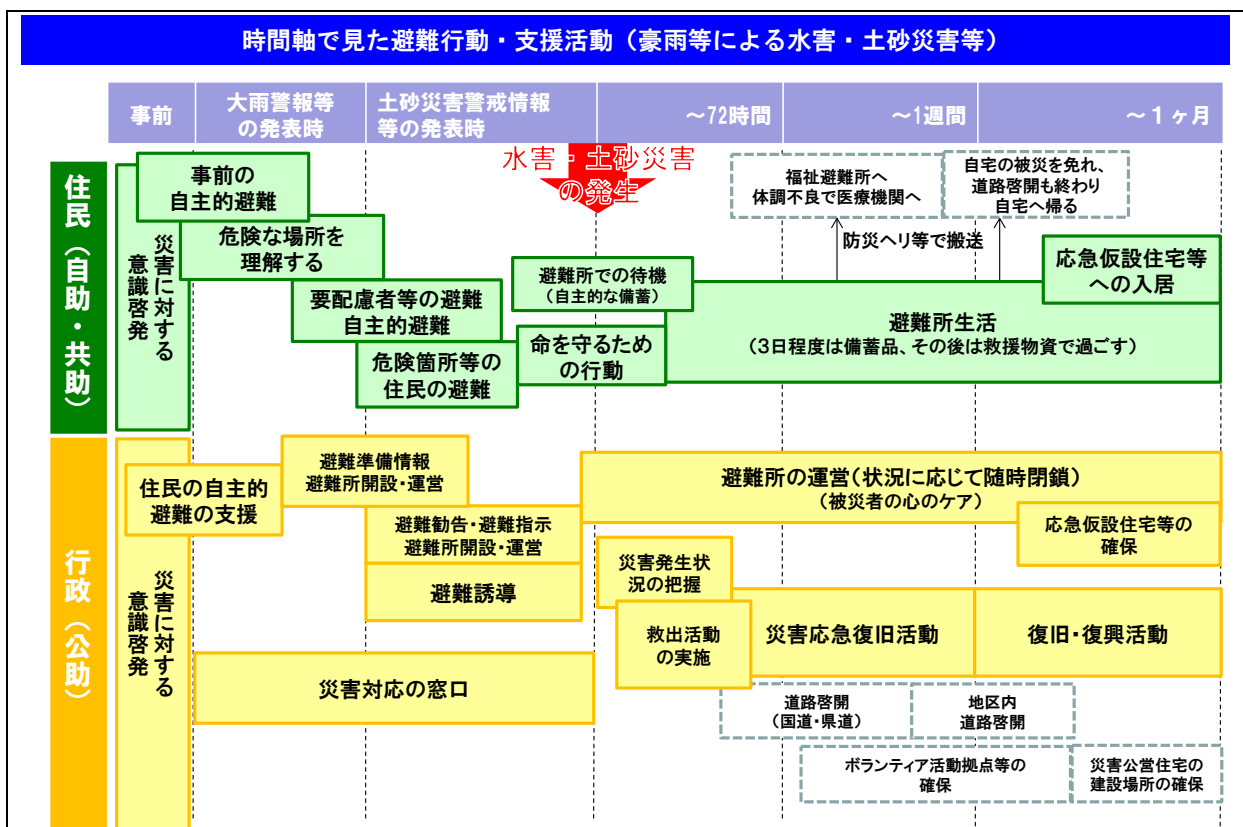 時間軸で見た避難行動・支援活動（豪雨等による水害・土砂災害等）
事前
大雨警報等
の発表時
土砂災害警戒情報
等の発表時
～72時間
～1週間
～１ヶ月
水害・土砂災害
の発生
住民（自助・共助）
災害に対する
意識啓発
事前の
自主的避難
危険な場所を
理解する
要配慮者等の避難
自主的避難
危険箇所等の
住民の避難
避難所での待機
（自主的な備蓄）
命を守るため
の行動
福祉避難所へ
体調不良で医療機関へ
自宅の被災を免れ、
道路啓開も終わり
自宅へ帰る
防災ヘリ等で搬送
応急仮設住宅等
への入居
避難所生活
（３日程度は備蓄品、その後は救援物資で過ごす）
行政（公助）
災害に対する
意識啓発
住民の自主的
避難の支援
避難準備情報
避難所開設・運営
避難勧告・避難指示
避難所開設・運営
避難誘導
災害対応の窓口
避難所の運営（状況に応じて随時閉鎖）
（被災者の心のケア）
応急仮設住宅等の
確保
災害発生状
況の把握
救出活動
の実施
災害応急復旧活動
復旧・復興活動
道路啓開
（国道・県道）
地区内
道路啓開
ボランティア活動拠点等の
確保
災害公営住宅の
建設場所の確保